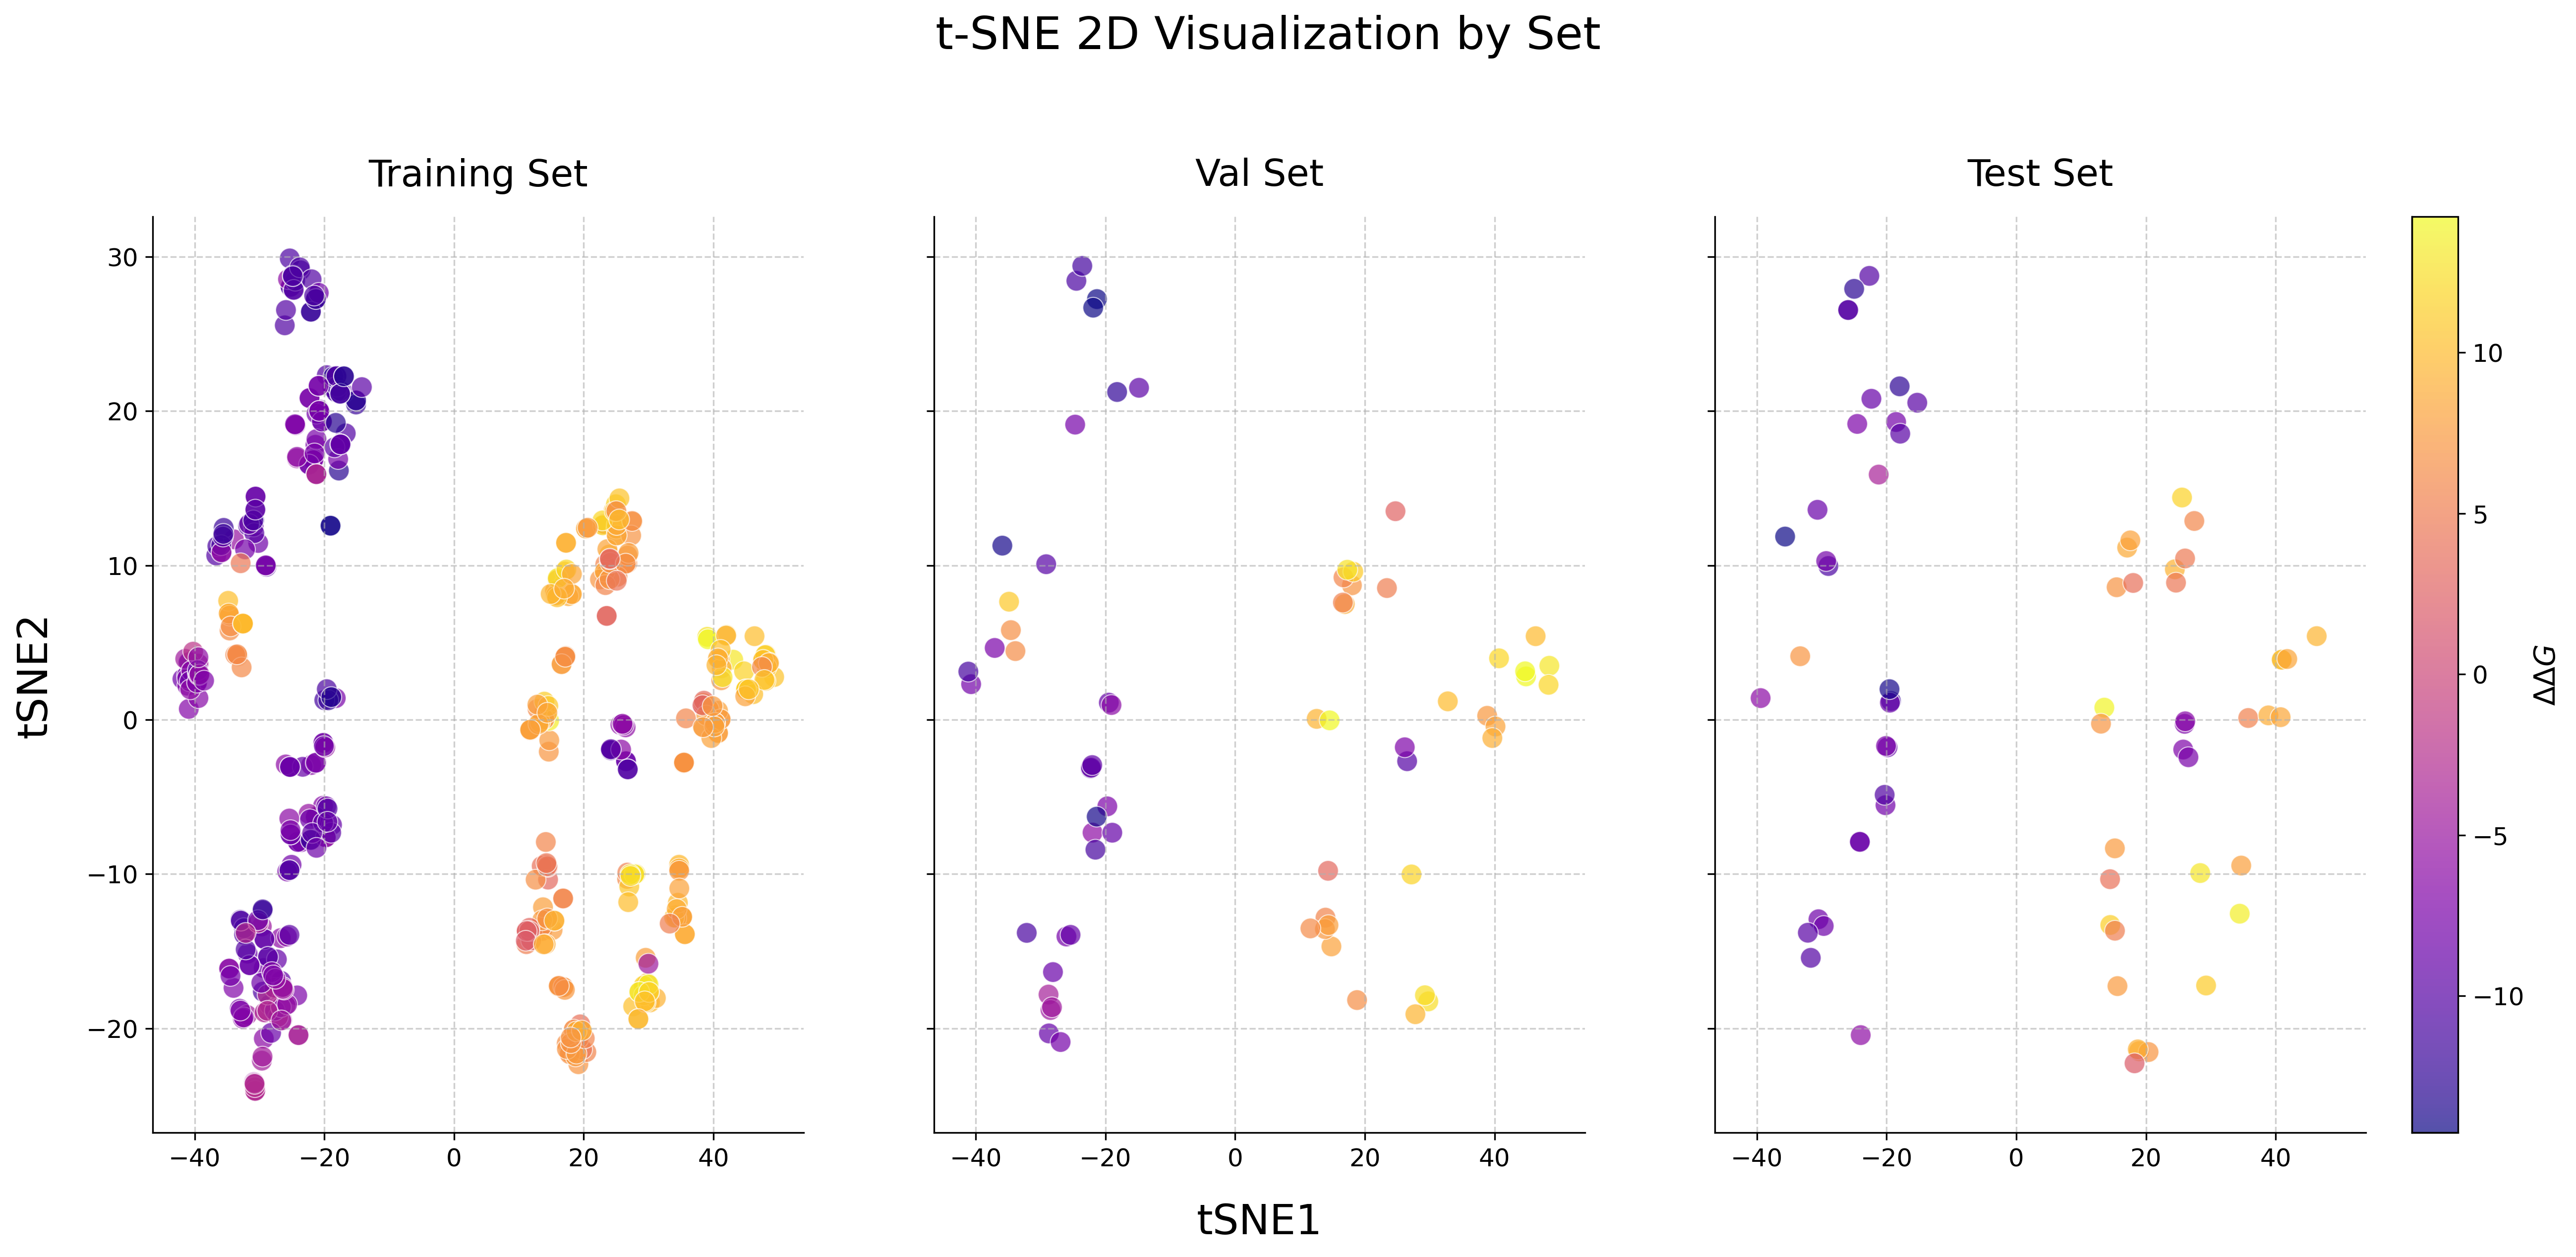 t-SNE 2D Visualization by Set
Training Set
Val Set
Test Set
30
20
10
0
−10
−20
tSNE2
−40 −20 0 20 40
−40 −20 0 20 40
−40 −20 0 20 40
tSNE1
10
5
0
−5
−10
ΔΔG